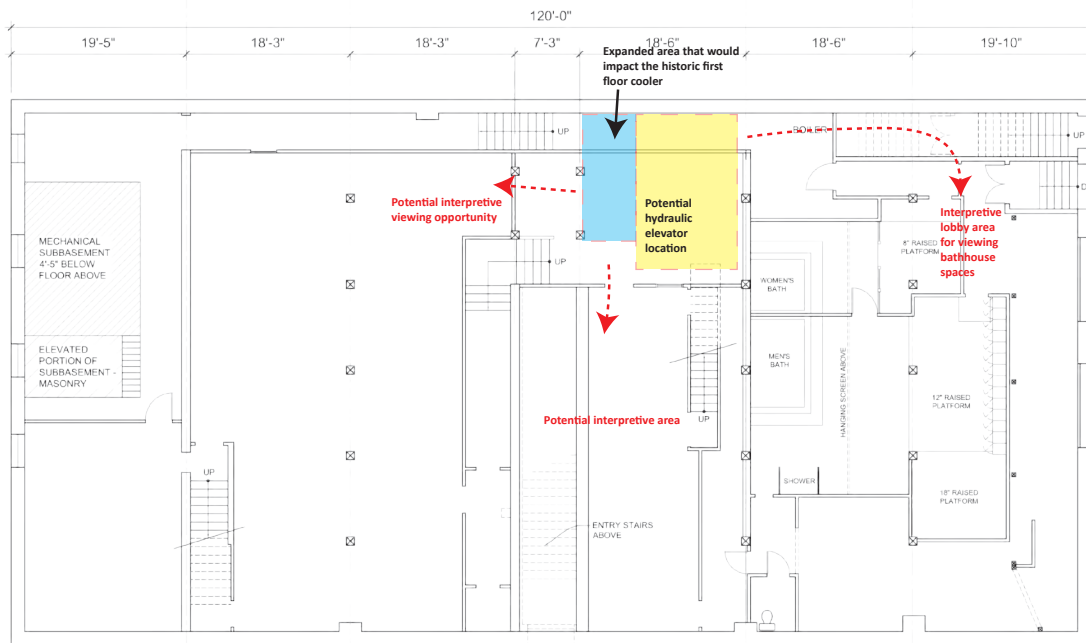 120'-0"
19'-5"
18'-3"
18'-3"
7'-3"
18'-6"
18'-6"
19'-10"
Expanded area that would
impact the historic first
floor cooler
UP
BOILER
UP
Potential interpretive
viewing opportunity
Potential
hydraulic
elevator
location
Interpretive
lobby area
for viewing
bathhouse
spaces
8" RAISED
PLATFORM
D
MECHANICAL
SUBBASEMENT
4'-5" BELOW
FLOOR ABOVE
UP
WOMEN'S
BATH
ELEVATED
PORTION OF
SUBBASEMENT -
MASONRY
MEN'S
BATH
HANGING SCREEN ABOVE
12" RAISED
PLATFORM
UP
Potential interpretive area
UP
SHOWER
18" RAISED
PLATFORM
ENTRY STAIRS
ABOVE